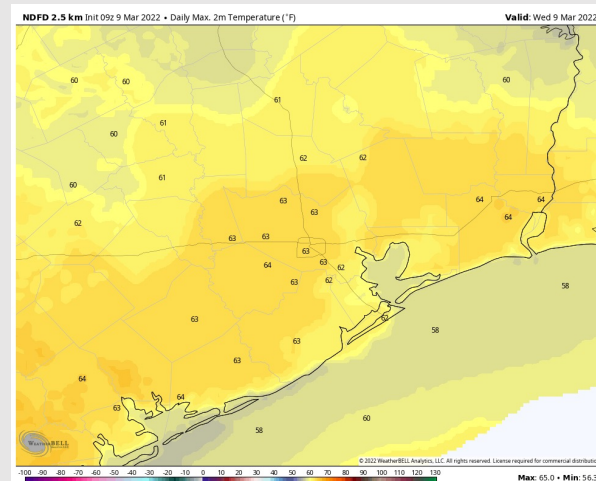 NDFD 2.5 km Init 09z 9 Mar 2022 • Daily Max. 2m Temperature (°F)
Valid: Wed 9 Mar 2022
60 60 60
61
61
60
62 62
61
60
63 64 64
63 64
62
63 63
63
64 63 62
63 62
58
63 62
58
63
63
64
64
63
60
58
WeatherBELL
© 2022 WeatherBELL Analytics, LLC. All rights reserved. License required for commercial distributio
-100 -90 -80 -70 -60 -50 -40 -30 -20 -10 0 10 20 30 40 50 60 70 80 90 100 110 120 130
Max: 65.0 • Min: 56.3